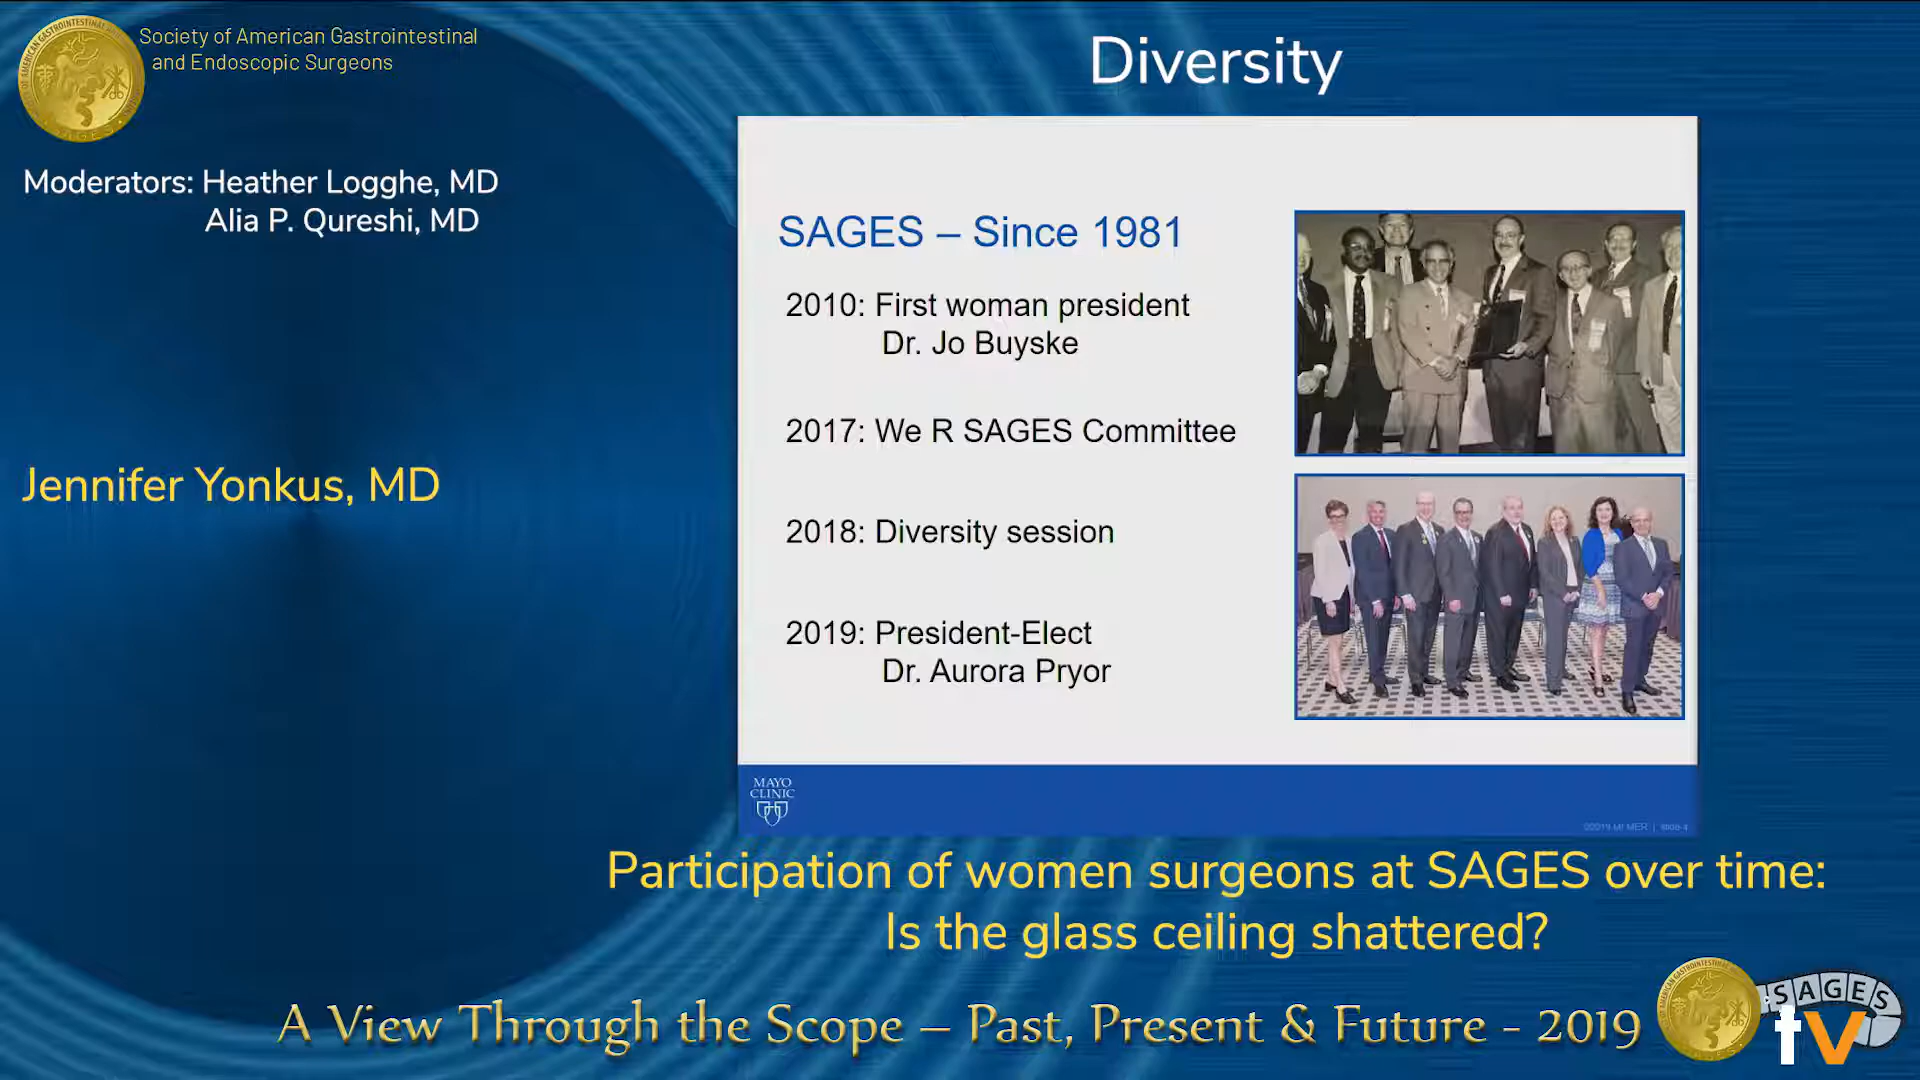 Society of American Gastrointestinal
and Endoscopic Surgeons
Diversity
Moderators: Heather Logghe, MD
Alia P. Qureshi, MD
SAGES – Since 1981
2010: First woman president
Dr. Jo Buyske
2017: We R SAGES Committee
2018: Diversity session
2019: President-Elect
Dr. Aurora Pryor
Jennifer Yonkus, MD
MAYO
CLINIC
Participation of women surgeons at SAGES over time:
Is the glass ceiling shattered?
A View Through the Scope – Past, Present & Future - 2019
SAGES
tv